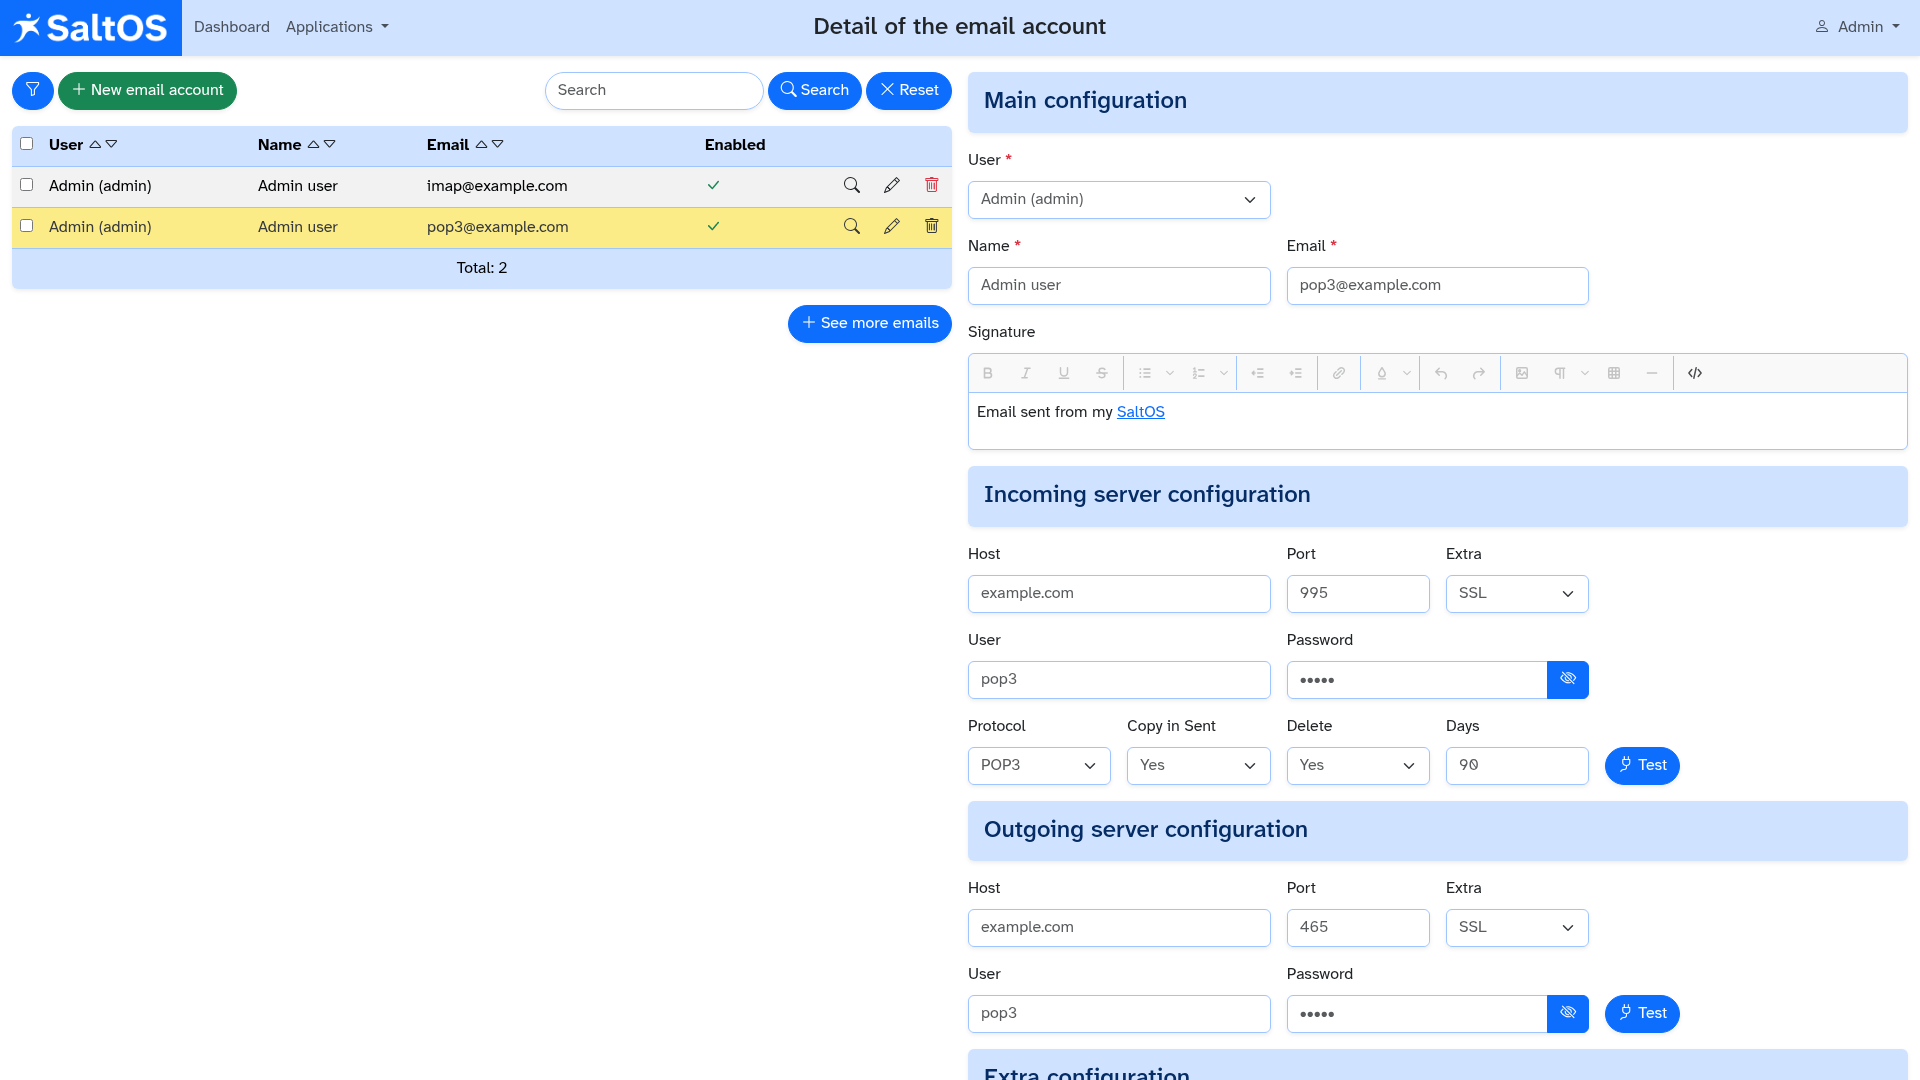 SaltOS Dashboard Applications Detail of the email account Admin
New email account Search Search Reset
User Name Email Enabled
Admin (admin) Admin user imap@example.com
Admin (admin) Admin user pop3@example.com
Total: 2
See more emails
Main configuration
User *
Admin (admin)
Name * Email *
Admin user pop3@example.com
Signature
Email sent from my SaltOS
Incoming server configuration
Host Port Extra
example.com 995 SSL
User Password
pop3 •••••
Protocol Copy in Sent Delete Days
POP3 Yes Yes 90 Test
Outgoing server configuration
Host Port Extra
example.com 465 SSL
User Password
pop3 ••••• Test
Extra configuration